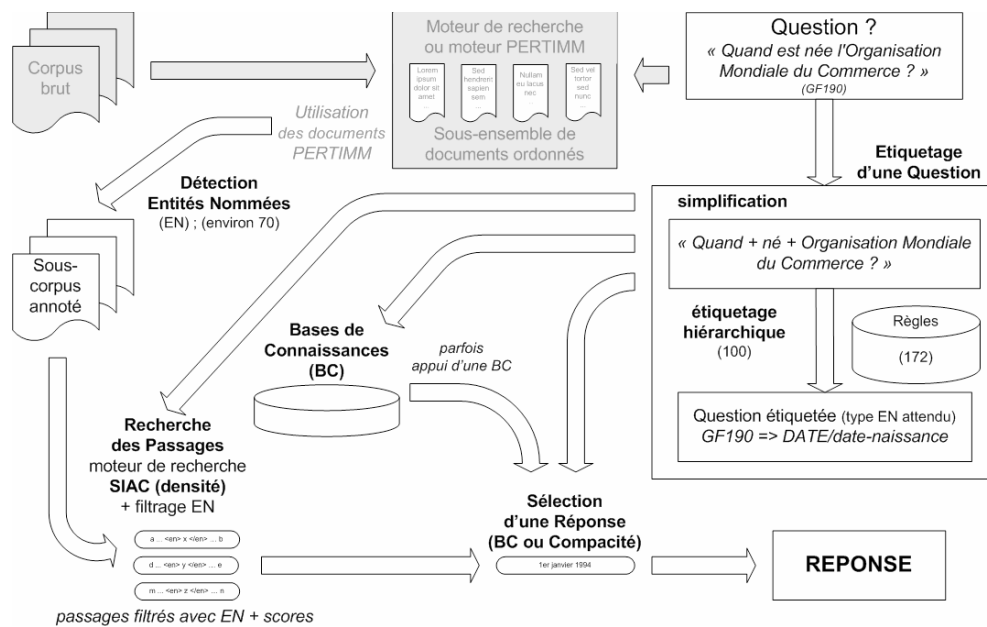 Corpus
brut
Moteur de recherche
ou moteur PERTIMM
Lorem
ipsum
dolor sit
amet
...
Sed
hendrerit
sapien
sem
...
Nullam
eu lacus
nec
...
Sed vel
tortor
sed
nunc
...
Sous-ensemble de
documents ordonnés
Question ?
« Quand est née l'Organisation
Mondiale du Commerce ? »
(GF190)
Utilisation
des documents
PERTIMM
Etiquetage
d'une Question
Détection
Entités Nommées
(EN) ; (environ 70)
simplification
« Quand + né + Organisation Mondiale
du Commerce ? »
Sous-
corpus
annoté
étiquetage
hiérarchique
(100)
Règles
(172)
Bases de
Connaissances
(BC)
parfois
appui d'une BC
Question étiquetée (type EN attendu)
GF190 => DATE/date-naissance
Recherche
des Passages
moteur de recherche
SIAC (densité)
+ filtrage EN
a ... <en> x </en> ... b
d ... <en> y </en> ... e
m ... <en> z </en> ... n
passages filtrés avec EN + scores
Sélection
d'une Réponse
(BC ou Compacité)
1er janvier 1994
REPONSE